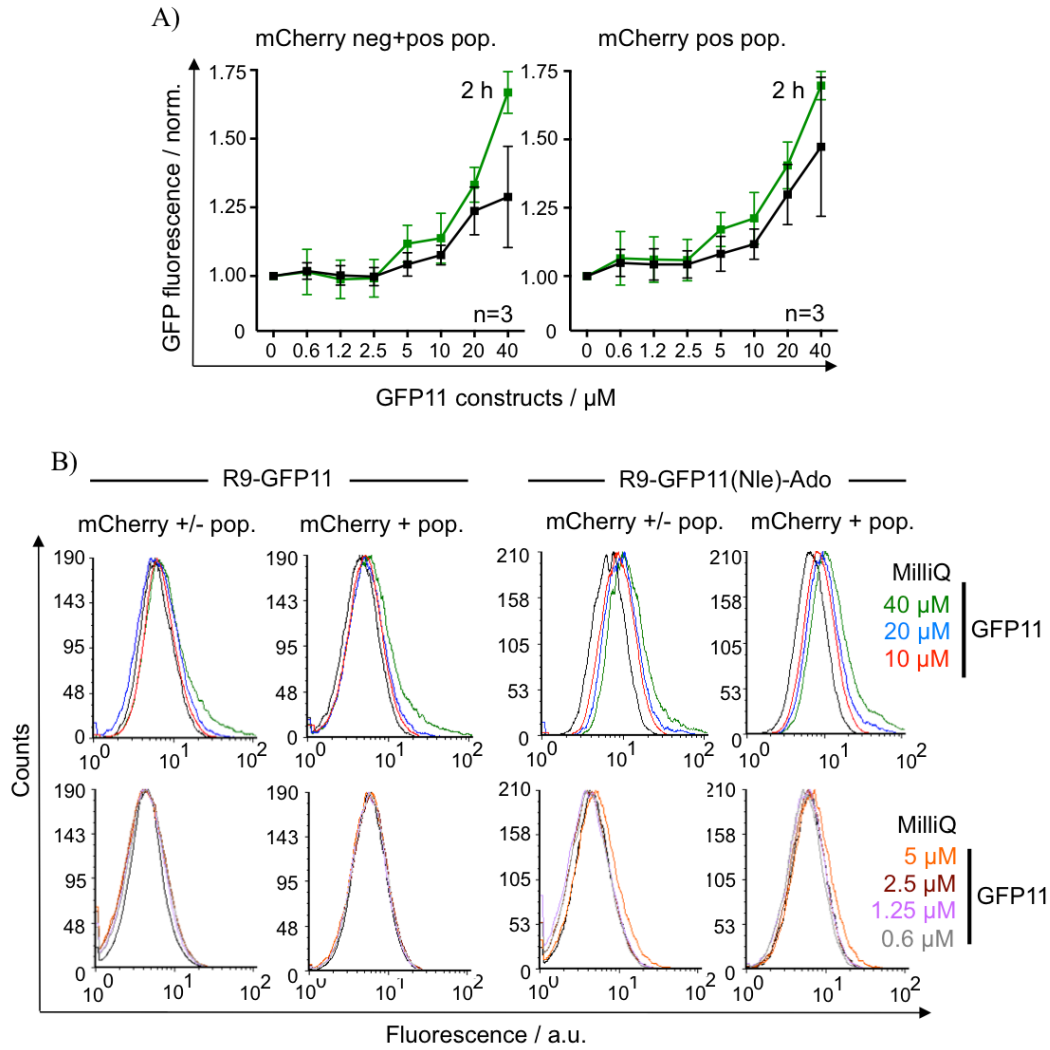 A)
mCherry neg+pos pop.
mCherry pos pop.
GFP fluorescence / norm.
1.75
1.50
1.25
1.00
0
2 h
n=3
0 0.6 1.2 2.5 5 10 20 40
1.75
1.50
1.25
1.00
0
2 h
n=3
0 0.6 1.2 2.5 5 10 20 40
GFP11 constructs / µM
B)
R9-GFP11
R9-GFP11(Nle)-Ado
mCherry +/- pop.
mCherry + pop.
mCherry +/- pop.
mCherry + pop.
Counts
190
143
95
48
0
10^0 10^1 10^2
190
143
95
48
0
10^0 10^1 10^2
210
158
105
53
0
10^0 10^1 10^2
210
158
105
53
0
10^0 10^1 10^2
MilliQ
40 µM
20 µM
10 µM
GFP11
190
143
95
48
0
10^0 10^1 10^2
190
143
95
48
0
10^0 10^1 10^2
210
158
105
53
0
10^0 10^1 10^2
210
158
105
53
0
10^0 10^1 10^2
MilliQ
5 µM
2.5 µM
1.25 µM
0.6 µM
GFP11
Fluorescence / a.u.